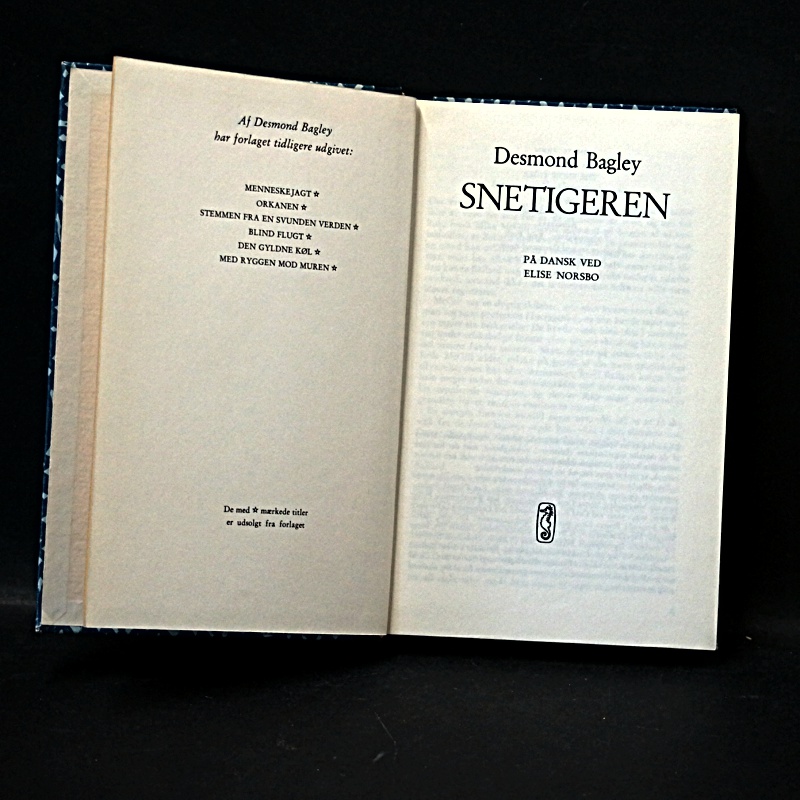 Af Desmond Bagley
har forlaget tidligere udgivet:
MENNESKEJAGT ☆
ORKANEN ☆
STEMMEN FRA EN SVUNDEN VERDEN ☆
BLIND FLUGT ☆
DEN GYLDNE KØL ☆
MED RYGGEN MOD MUREN ☆
De med ☆ mærkede titler
er udsolgt fra forlaget
Desmond Bagley
SNETIGEREN
PÅ DANSK VED
ELISE NORSBO